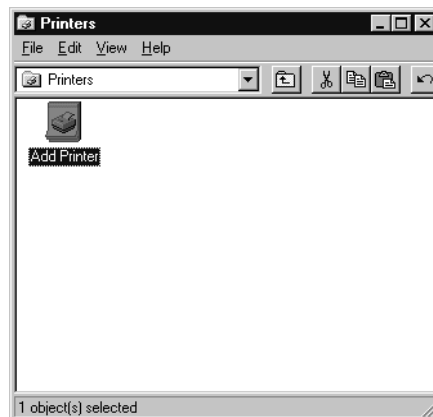 Printers
File Edit View Help
Printers
Add Printer
1 object(s) selected